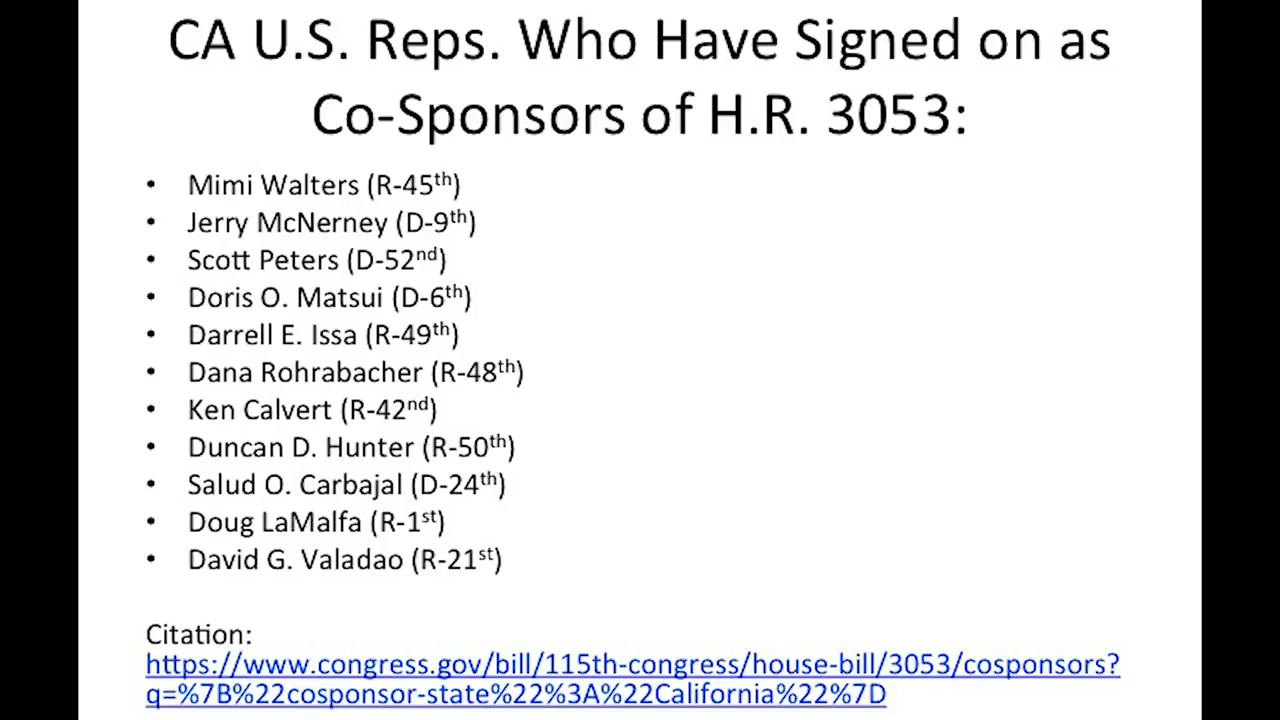 CA U.S. Reps. Who Have Signed on as
Co-Sponsors of H.R. 3053:
• Mimi Walters (R-45th)
• Jerry McNerney (D-9th)
• Scott Peters (D-52nd)
• Doris O. Matsui (D-6th)
• Darrell E. Issa (R-49th)
• Dana Rohrabacher (R-48th)
• Ken Calvert (R-42nd)
• Duncan D. Hunter (R-50th)
• Salud O. Carbajal (D-24th)
• Doug LaMalfa (R-1st)
• David G. Valadao (R-21st)
Citation:
https://www.congress.gov/bill/115th-congress/house-bill/3053/cosponsors?
q=%7B%22cosponsor-state%22%3A%22California%22%7D